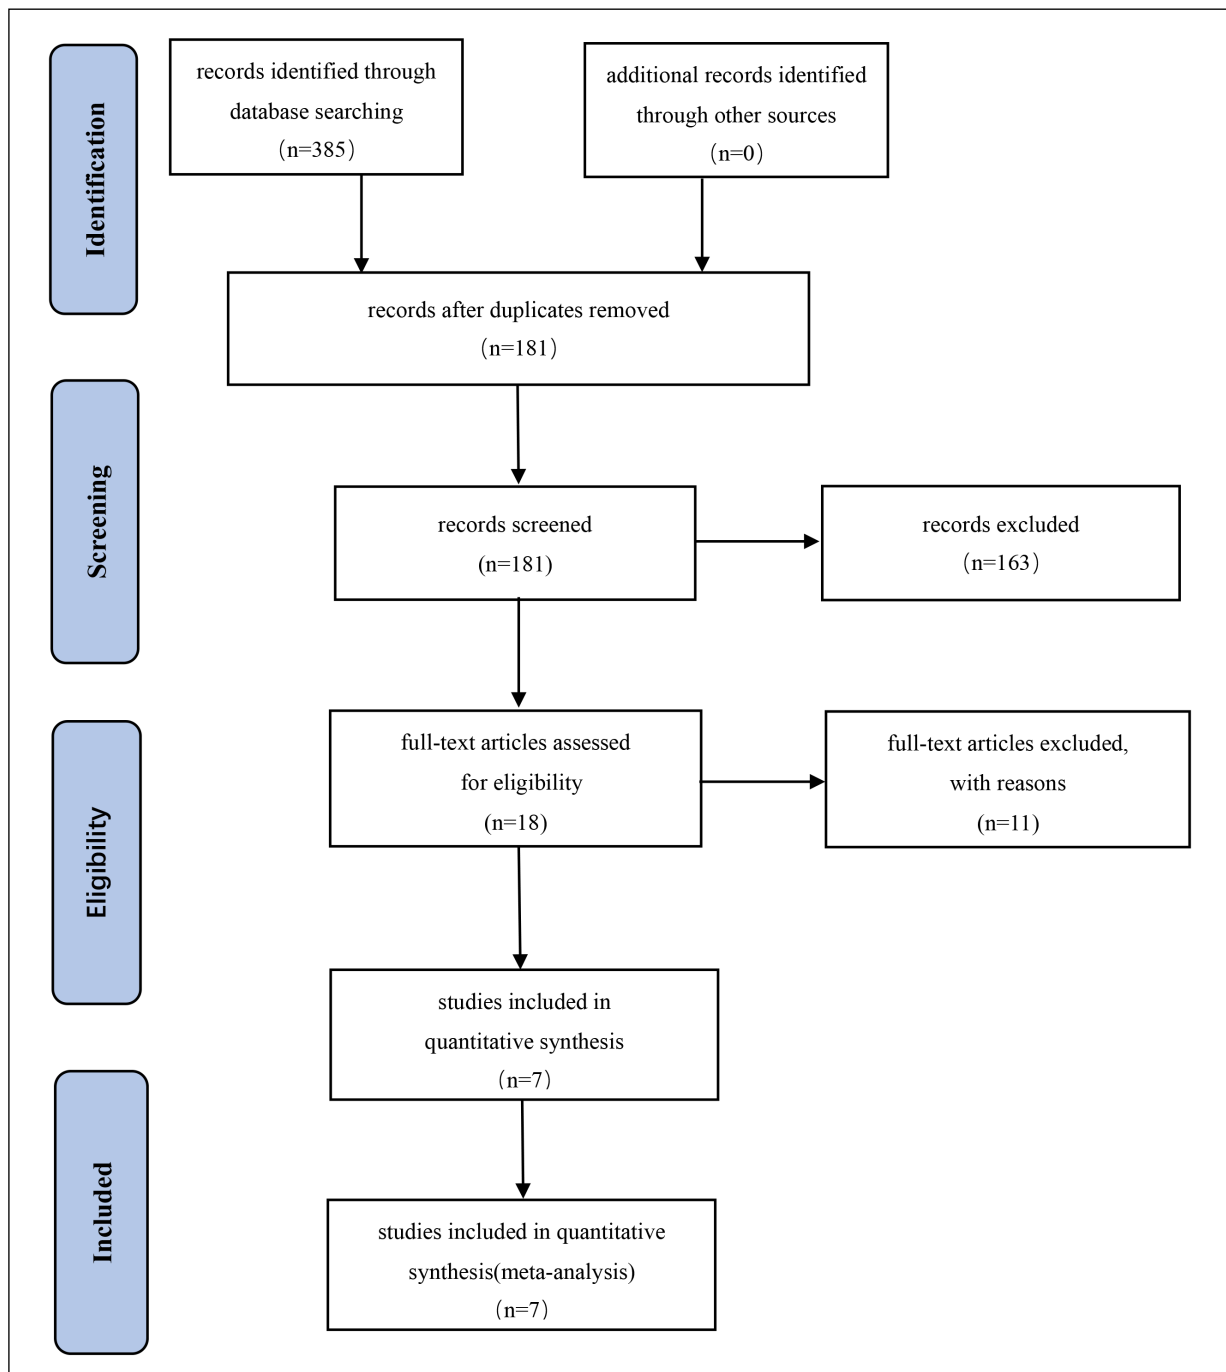 Identification
records identified through
database searching
（n=385）
additional records identified
through other sources
（n=0）
records after duplicates removed
（n=181）
Screening
records screened
(n=181)
records excluded
（n=163）
Eligibility
full-text articles assessed
for eligibility
(n=18)
full-text articles excluded,
with reasons
(n=11)
studies included in
quantitative synthesis
（n=7）
Included
studies included in quantitative
synthesis(meta-analysis)
（n=7）